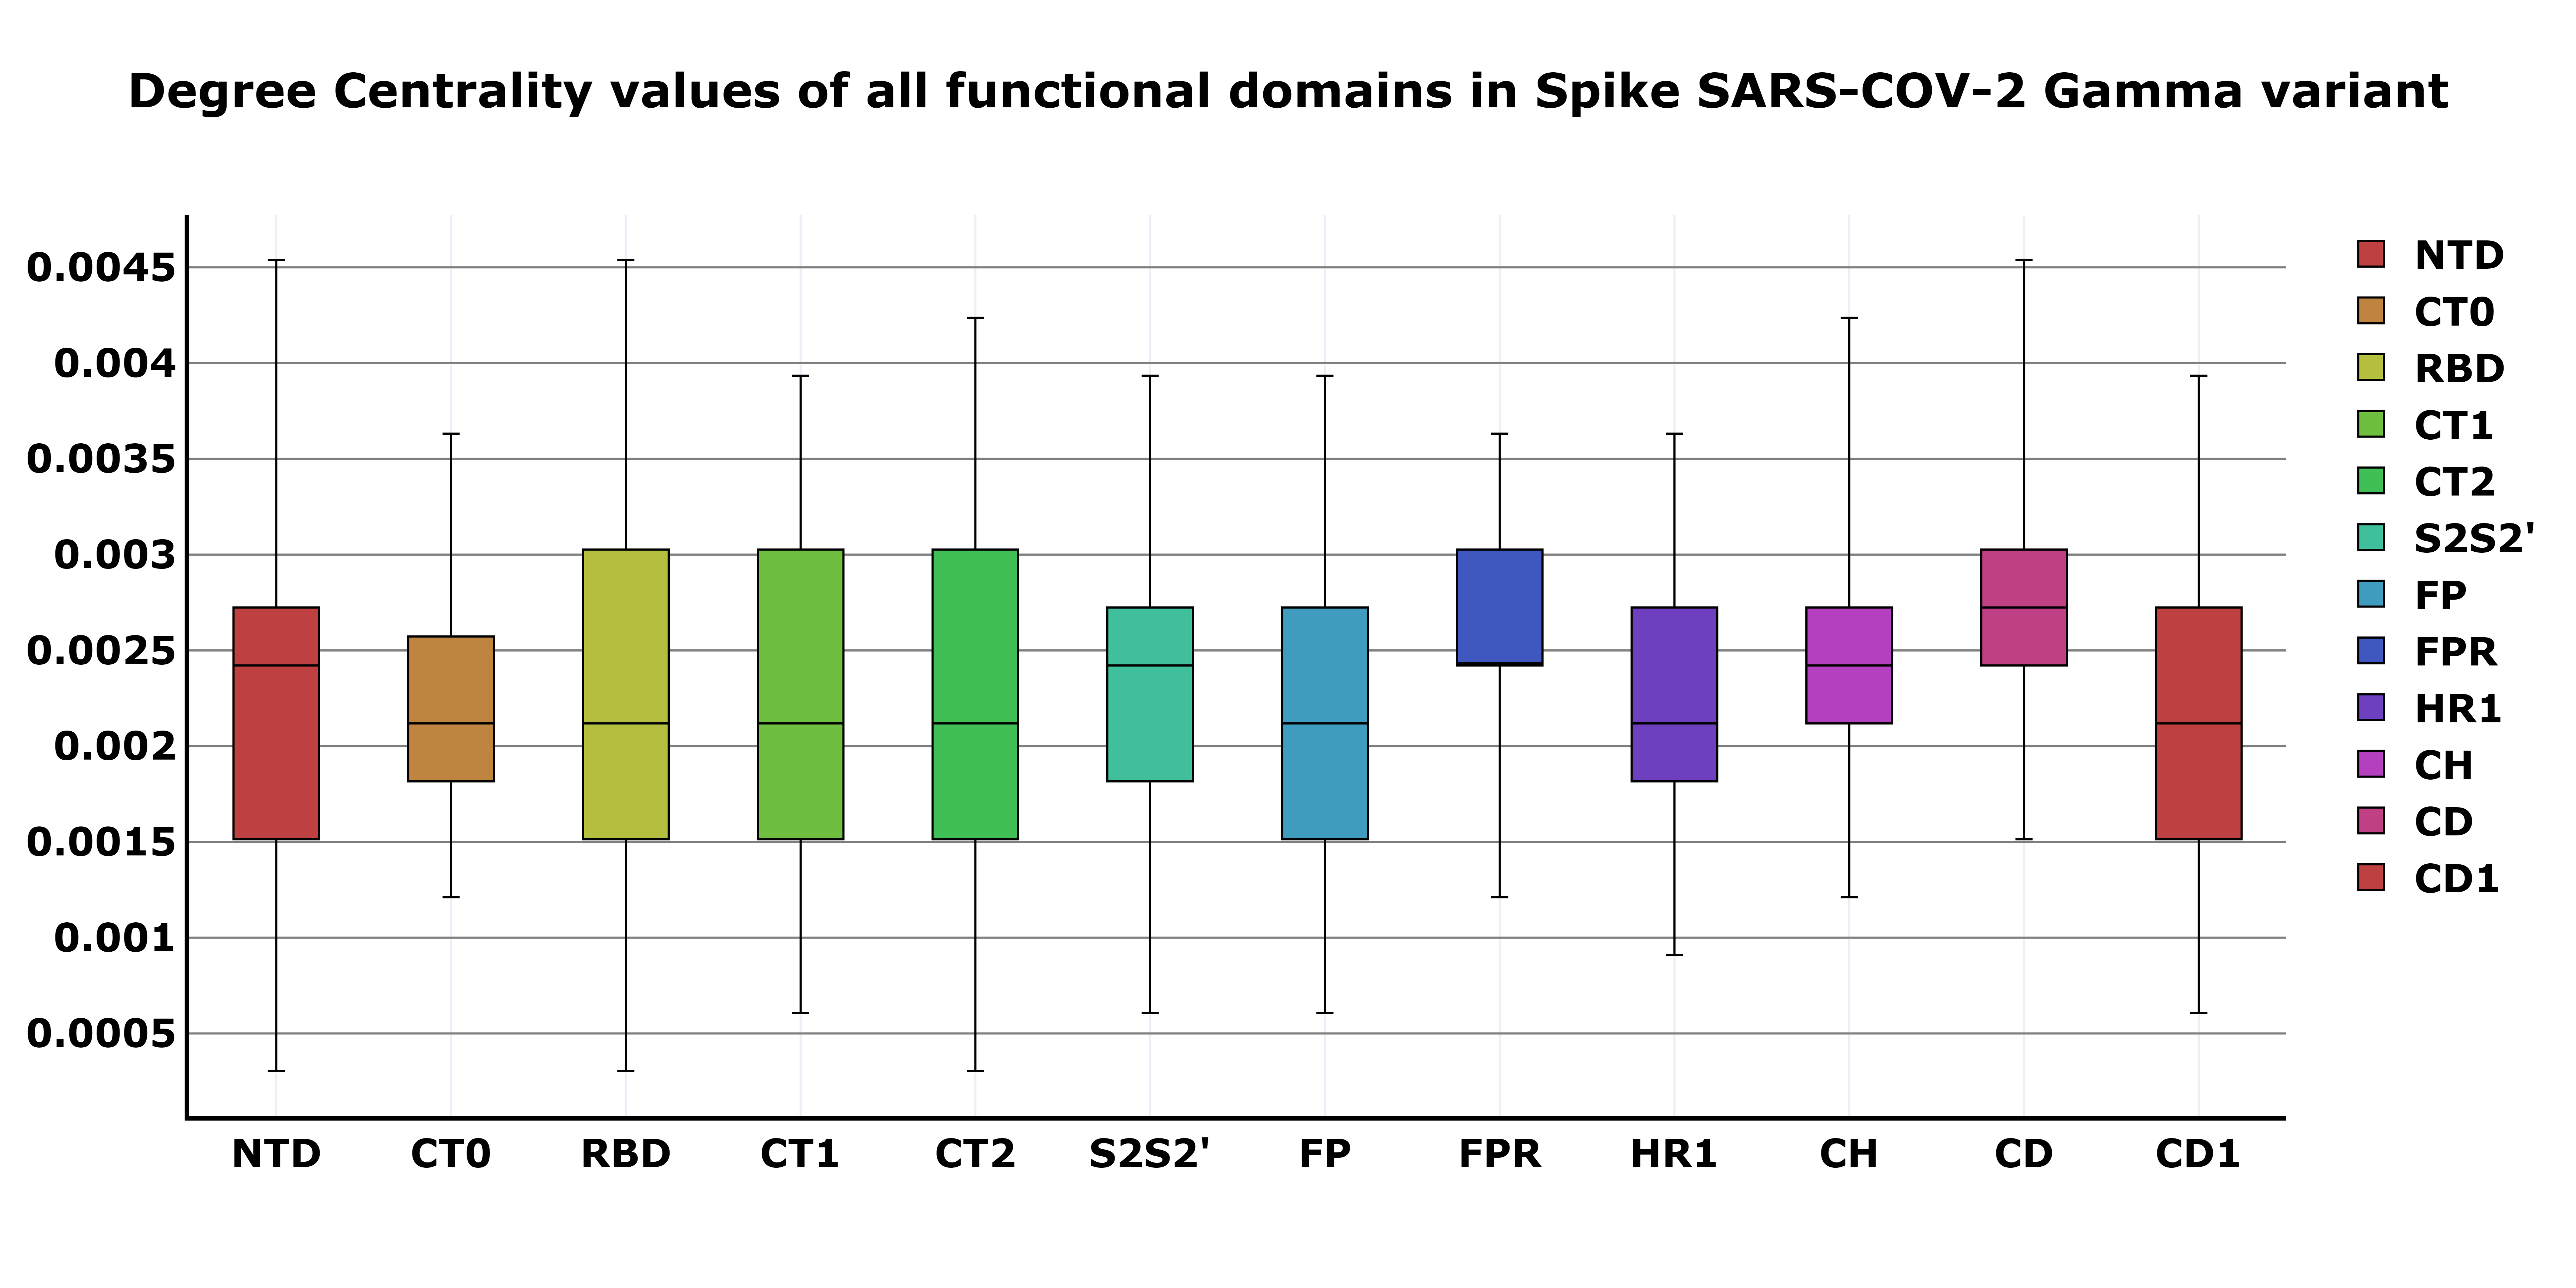 Degree Centrality values of all functional domains in Spike SARS-COV-2 Gamma variant
0.0045
0.004
0.0035
0.003
0.0025
0.002
0.0015
0.001
0.0005
NTD CT0 RBD CT1 CT2 S2S2' FP FPR HR1 CH CD CD1
NTD
CT0
RBD
CT1
CT2
S2S2'
FP
FPR
HR1
CH
CD
CD1